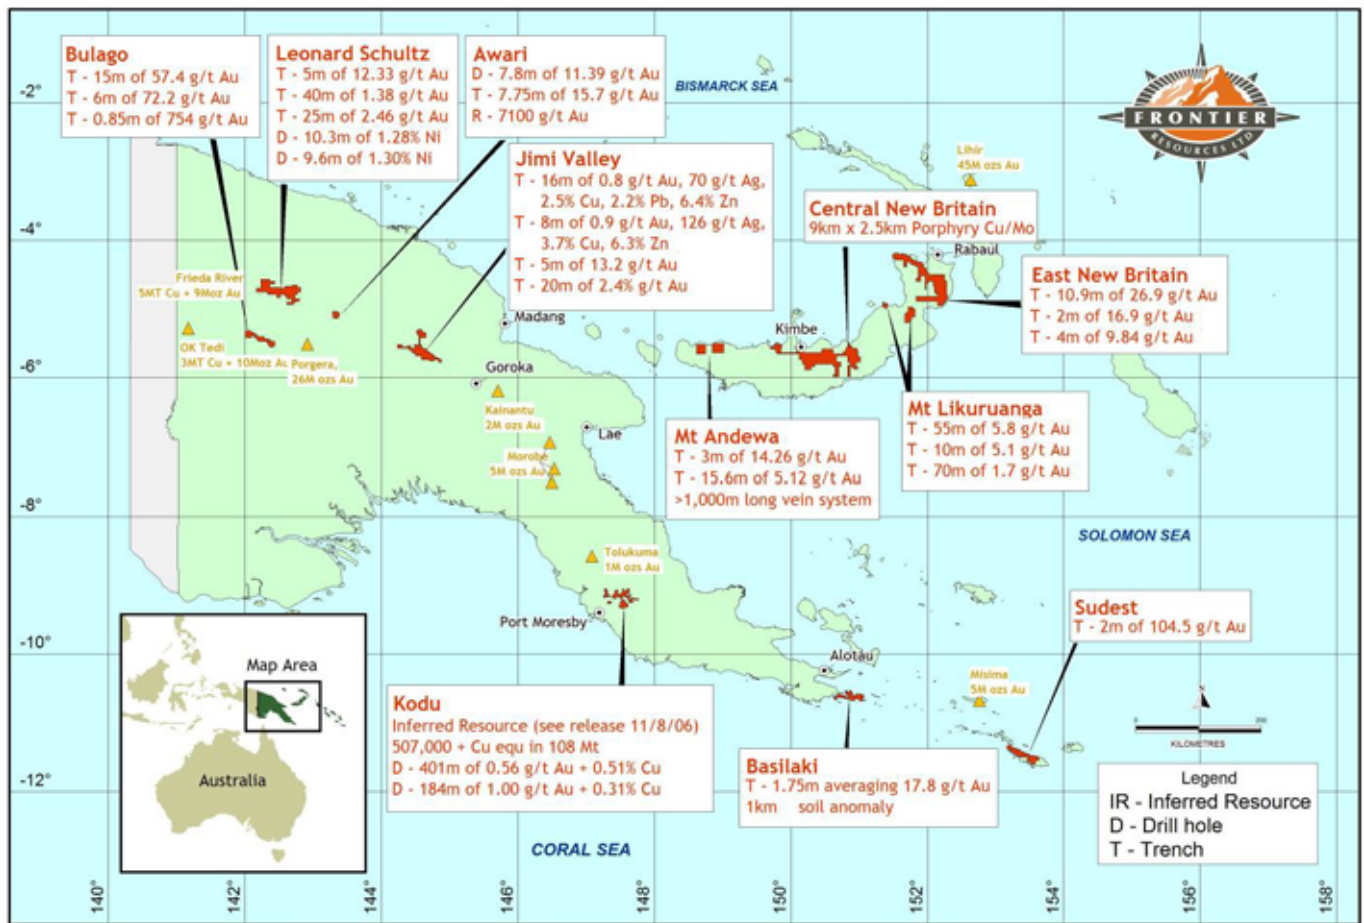 Bulago
T - 15m of 57.4 g/t Au
T - 6m of 72.2 g/t Au
T - 0.85m of 754 g/t Au
Leonard Schultz
T - 5m of 12.33 g/t Au
T - 40m of 1.38 g/t Au
T - 25m of 2.46 g/t Au
D - 10.3m of 1.28% Ni
D - 9.6m of 1.30% Ni
Awari
D - 7.8m of 11.39 g/t Au
T - 7.75m of 15.7 g/t Au
R - 7100 g/t Au
BISMARCK SEA
FRONTIER
RESOURCES LTD
Jimi Valley
T - 16m of 0.8 g/t Au, 70 g/t Ag,
2.5% Cu, 2.2% Pb, 6.4% Zn
T - 8m of 0.9 g/t Au, 126 g/t Ag,
3.7% Cu, 6.3% Zn
T - 5m of 13.2 g/t Au
T - 20m of 2.4% g/t Au
Lihir
45M ozs Au
Central New Britain
9km x 2.5km Porphyry Cu/Mo
Rabaul
East New Britain
T - 10.9m of 26.9 g/t Au
T - 2m of 16.9 g/t Au
T - 4m of 9.84 g/t Au
Frieda River
5MT Cu + 9Moz Au
OK Tedi
3MT Cu + 10Moz Au
Porgera,
26M ozs Au
Madang
Goroka
Kainantu
2M ozs Au
Lae
Morobe
5M ozs Au
Kimbe
Mt Andewa
T - 3m of 14.26 g/t Au
T - 15.6m of 5.12 g/t Au
>1,000m long vein system
Mt Likuruanga
T - 55m of 5.8 g/t Au
T - 10m of 5.1 g/t Au
T - 70m of 1.7 g/t Au
SOLOMON SEA
Tolukuma
1M ozs Au
Port Moresby
Alotau
Sudest
T - 2m of 104.5 g/t Au
Misima
5M ozs Au
Kodu
Inferred Resource (see release 11/8/06)
507,000 + Cu equ in 108 Mt
D - 401m of 0.56 g/t Au + 0.51% Cu
D - 184m of 1.00 g/t Au + 0.31% Cu
Basilaki
T - 1.75m averaging 17.8 g/t Au
1km soil anomaly
CORAL SEA
Map Area
Australia
N
0 200
KILOMETRES
Legend
IR - Inferred Resource
D - Drill hole
T - Trench
-2°
-4°
-6°
-8°
-10°
-12°
140° 142° 144° 146° 148° 150° 152° 154° 156° 158°